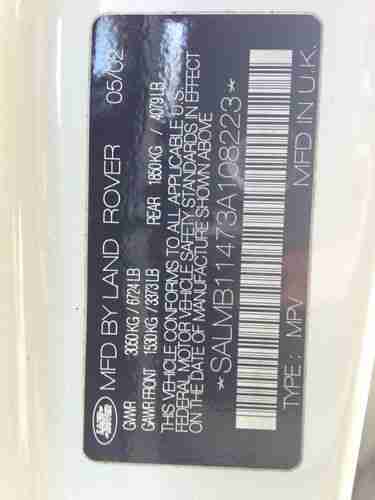 MFD BY LAND ROVER 05/02
GVWR 3050 KG / 6724 LB
GAWR FRONT 1530 KG / 3373 LB REAR 1850 KG / 4079 LB
THIS VEHICLE CONFORMS TO ALL APPLICABLE U.S.
FEDERAL MOTOR VEHICLE SAFETY STANDARDS IN EFFECT
ON THE DATE OF MANUFACTURE SHOWN ABOVE
*SALMB11473A108223*
TYPE: MPV MFD IN U.K.